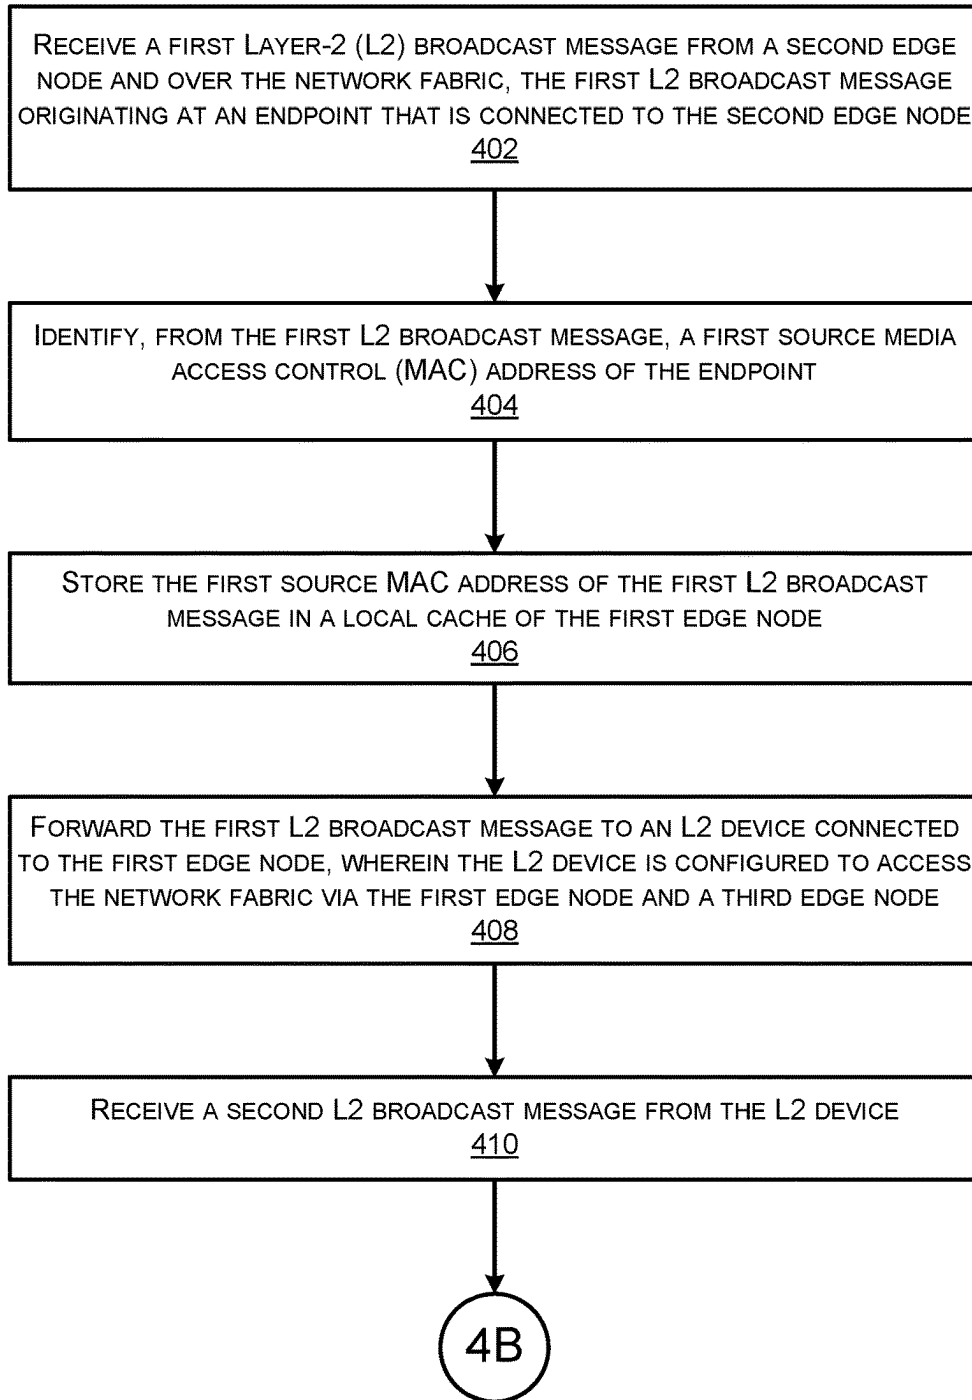 RECEIVE A FIRST LAYER-2 (L2) BROADCAST MESSAGE FROM A SECOND EDGE
NODE AND OVER THE NETWORK FABRIC, THE FIRST L2 BROADCAST MESSAGE
ORIGINATING AT AN ENDPOINT THAT IS CONNECTED TO THE SECOND EDGE NODE
402
IDENTIFY, FROM THE FIRST L2 BROADCAST MESSAGE, A FIRST SOURCE MEDIA
ACCESS CONTROL (MAC) ADDRESS OF THE ENDPOINT
404
STORE THE FIRST SOURCE MAC ADDRESS OF THE FIRST L2 BROADCAST
MESSAGE IN A LOCAL CACHE OF THE FIRST EDGE NODE
406
FORWARD THE FIRST L2 BROADCAST MESSAGE TO AN L2 DEVICE CONNECTED
TO THE FIRST EDGE NODE, WHEREIN THE L2 DEVICE IS CONFIGURED TO ACCESS
THE NETWORK FABRIC VIA THE FIRST EDGE NODE AND A THIRD EDGE NODE
408
RECEIVE A SECOND L2 BROADCAST MESSAGE FROM THE L2 DEVICE
410
4B